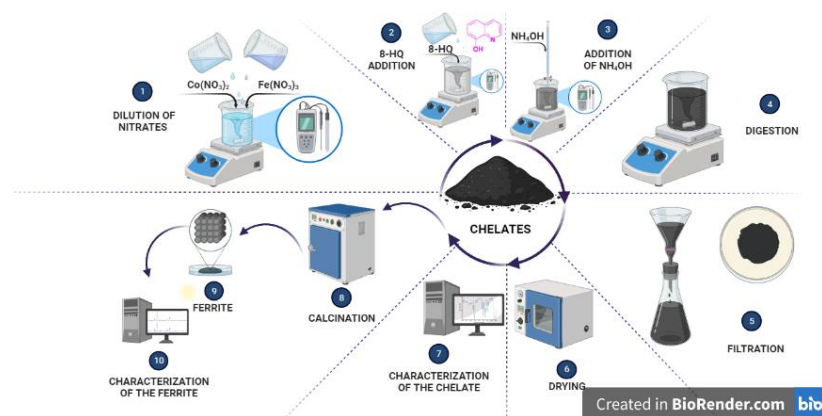 1
DILUTION OF
NITRATES
Co(NO₃)₂
Fe(NO₃)₃
2
8-HQ
ADDITION
8-HQ
OH
N
3
NH₄OH
ADDITION
OF NH₄OH
4
DIGESTION
CHELATES
5
FILTRATION
6
DRYING
7
CHARACTERIZATION
OF THE CHELATE
8
CALCINATION
9
FERRITE
10
CHARACTERIZATION
OF THE FERRITE
Created in BioRender.com bio